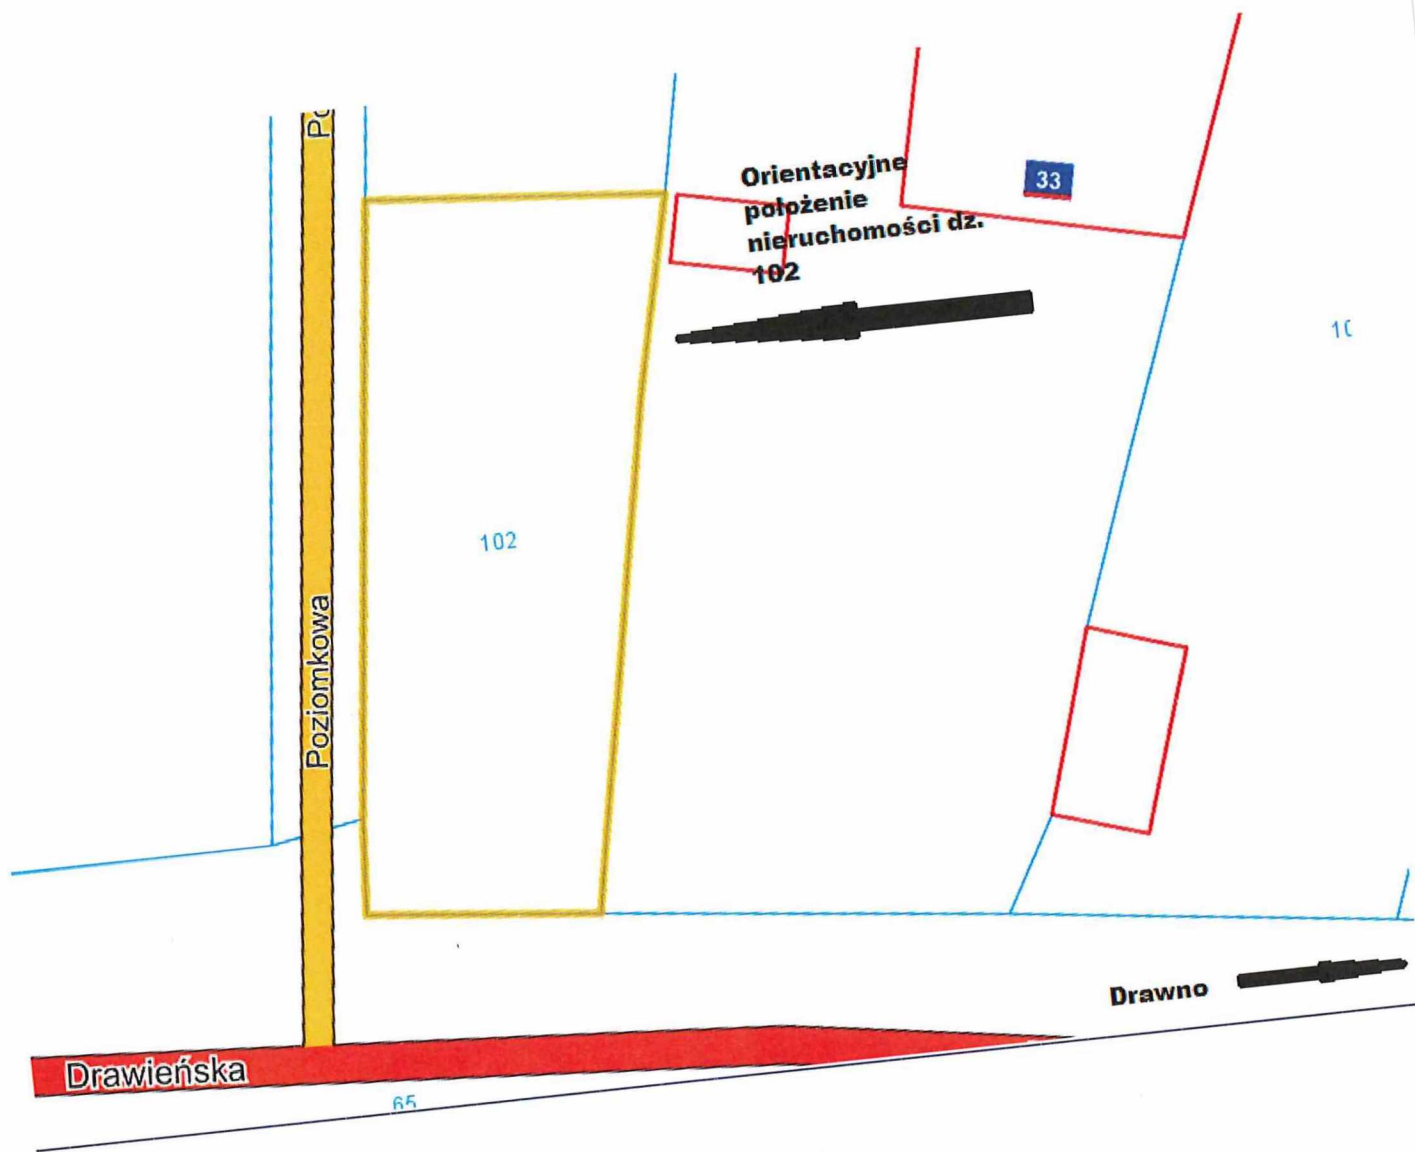 Po
Orientacyjne
położenie
nieruchomości dz.
102
33
10
102
Poziomkowa
Drawno
Drawieńska
65